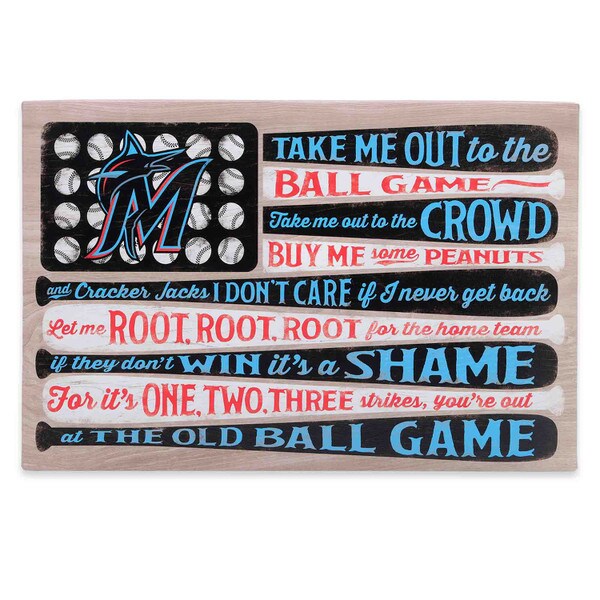 M
TAKE ME OUT to the
BALL GAME
Take me out to the CROWD
BUY ME some PEANUTS
and Cracker Jacks I DON'T CARE if I never get back
Let me ROOT, ROOT, ROOT for the home team
if they don't WIN it's a SHAME
For it's ONE, TWO, THREE strikes, you're out
at THE OLD BALL GAME